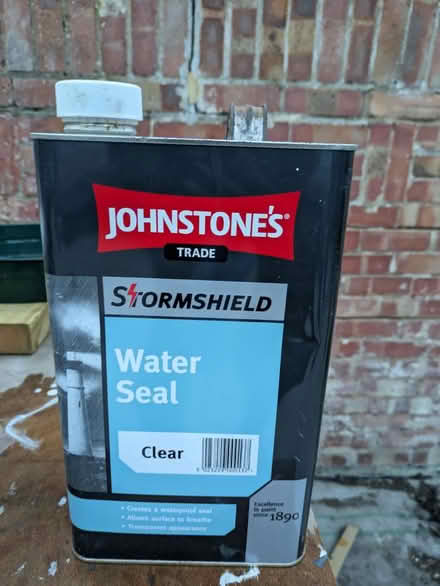 JOHNSTONE'S®
TRADE
STORMSHIELD
Water
Seal
Clear
• Creates a waterproof seal
• Allows surface to breathe
• Transparent appearance
Excellence
in paint
since 1890